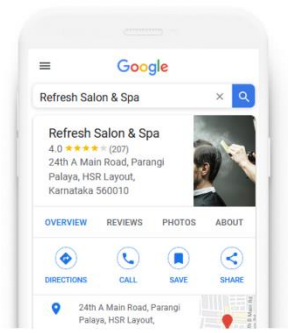 Google
Refresh Salon & Spa
Refresh Salon & Spa
4.0 ★★★★★ (207)
24th A Main Road, Parangi
Palaya, HSR Layout,
Karnataka 560010
OVERVIEW REVIEWS PHOTOS ABOUT
DIRECTIONS CALL SAVE SHARE
24th A Main Road, Parangi
Palaya, HSR Layout,